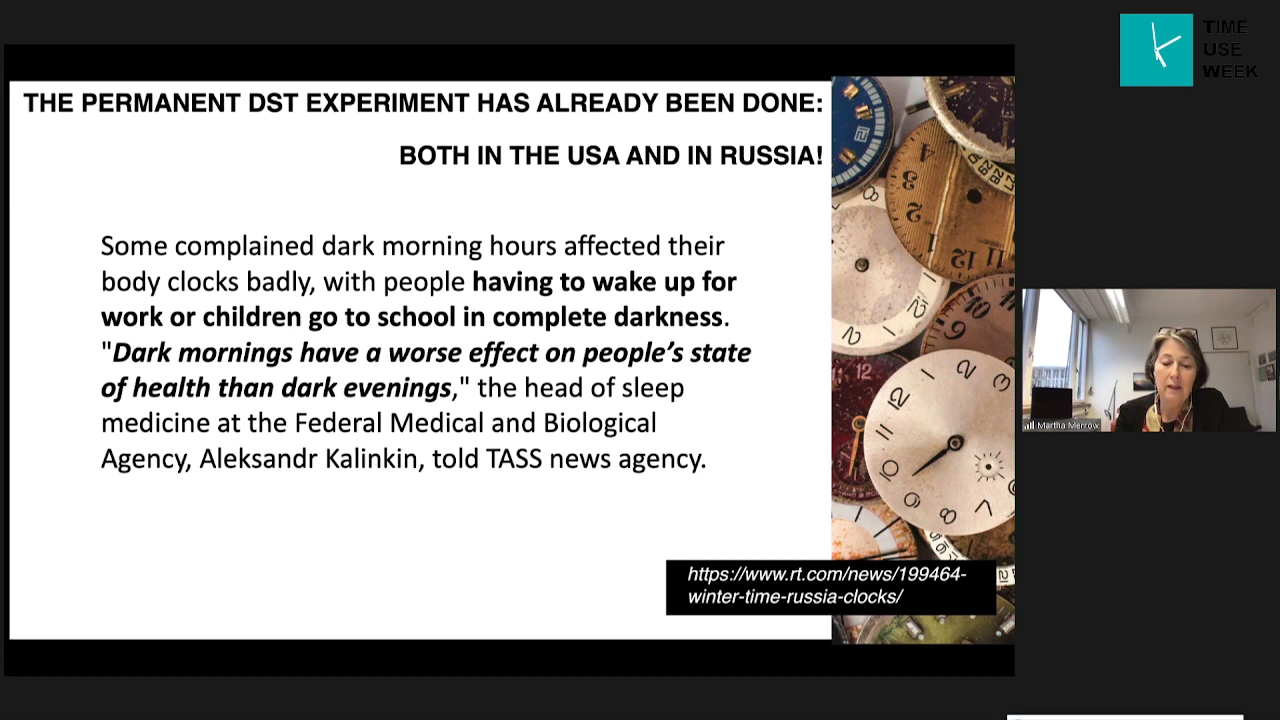 TIME
USE
WEEK
THE PERMANENT DST EXPERIMENT HAS ALREADY BEEN DONE:
BOTH IN THE USA AND IN RUSSIA!
Some complained dark morning hours affected their
body clocks badly, with people having to wake up for
work or children go to school in complete darkness.
"Dark mornings have a worse effect on people’s state
of health than dark evenings," the head of sleep
medicine at the Federal Medical and Biological
Agency, Aleksandr Kalinkin, told TASS news agency.
https://www.rt.com/news/199464-
winter-time-russia-clocks/
Martha Merrow